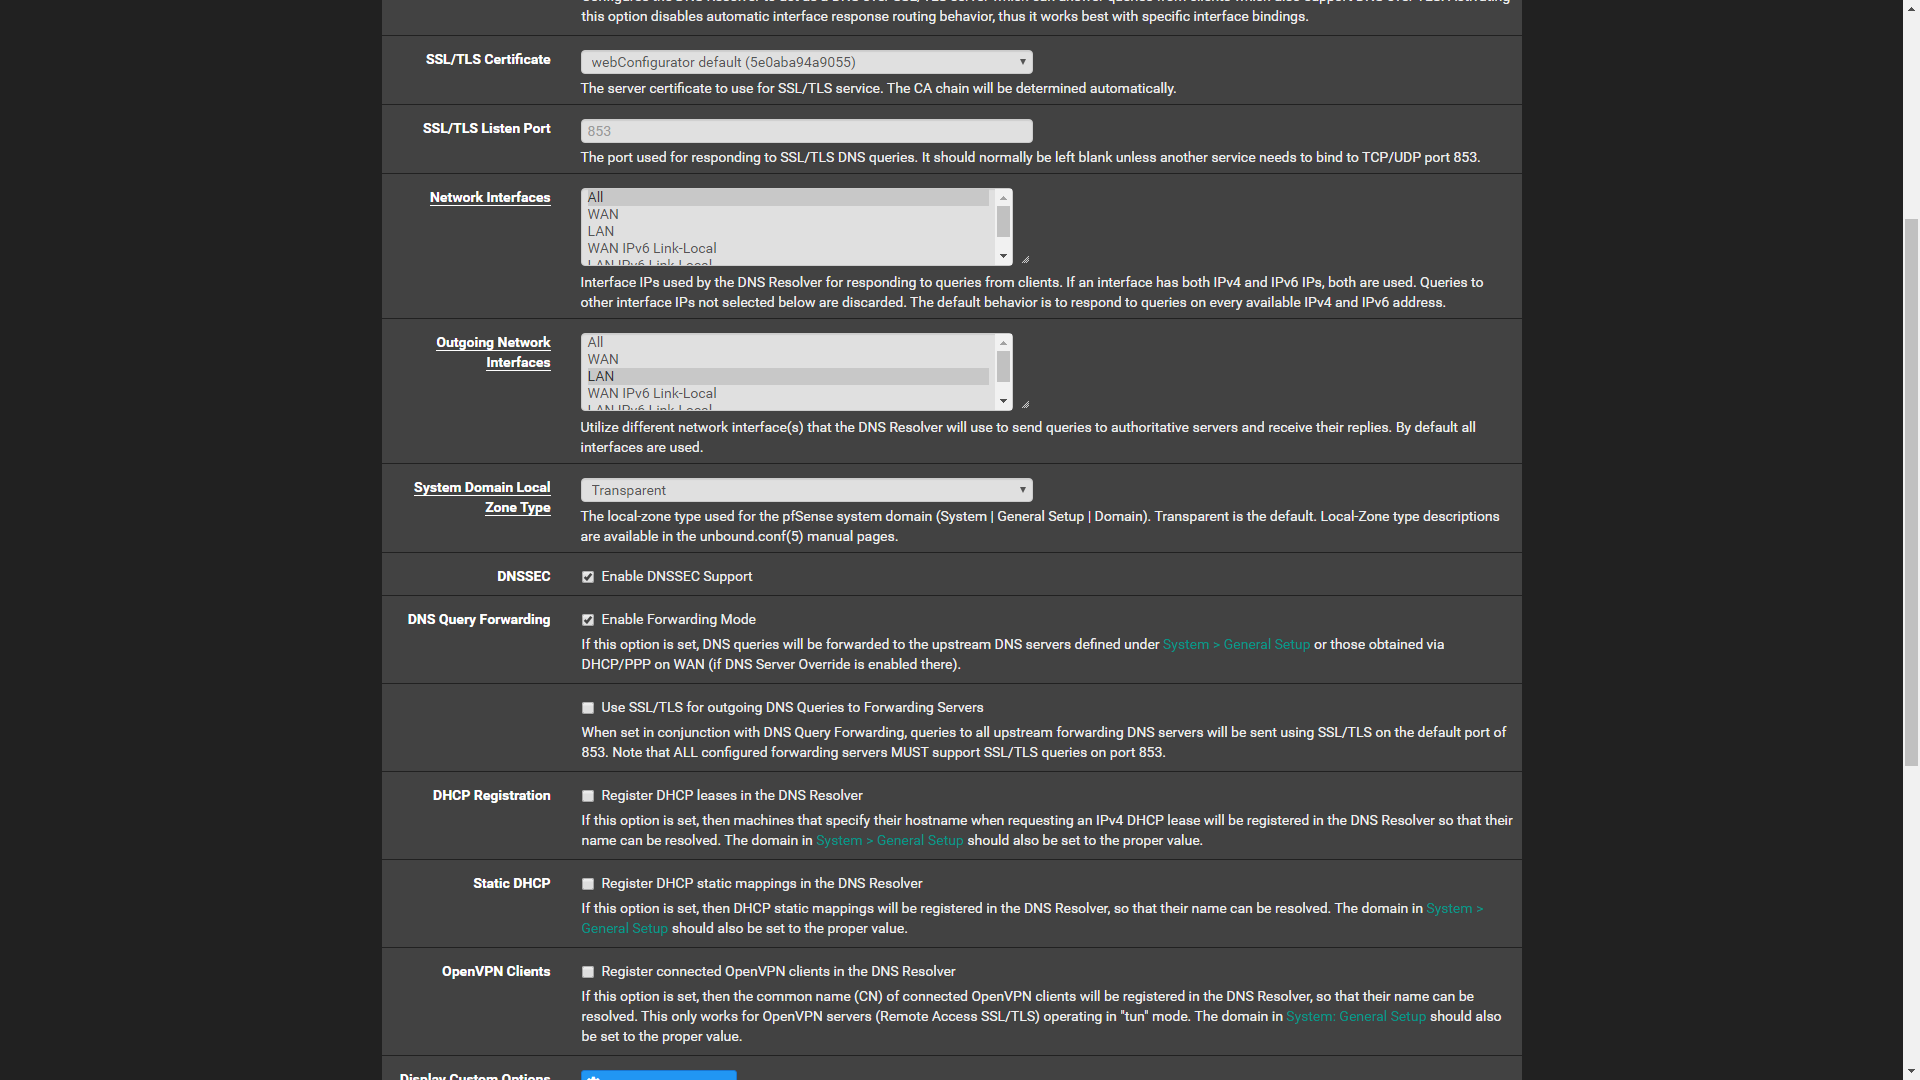 this option disables automatic interface response routing behavior, thus it works best with specific interface bindings.
SSL/TLS Certificate
webConfigurator default (5e0aba94a9055)
The server certificate to use for SSL/TLS service. The CA chain will be determined automatically.
SSL/TLS Listen Port
853
The port used for responding to SSL/TLS DNS queries. It should normally be left blank unless another service needs to bind to TCP/UDP port 853.
Network Interfaces
All
WAN
LAN
WAN IPv6 Link-Local
LAN IPv6 Link-Local
Interface IPs used by the DNS Resolver for responding to queries from clients. If an interface has both IPv4 and IPv6 IPs, both are used. Queries to
other interface IPs not selected below are discarded. The default behavior is to respond to queries on every available IPv4 and IPv6 address.
Outgoing Network
Interfaces
All
WAN
LAN
WAN IPv6 Link-Local
LAN IPv6 Link-Local
Utilize different network interface(s) that the DNS Resolver will use to send queries to authoritative servers and receive their replies. By default all
interfaces are used.
System Domain Local
Zone Type
Transparent
The local-zone type used for the pfSense system domain (System | General Setup | Domain). Transparent is the default. Local-Zone type descriptions
are available in the unbound.conf(5) manual pages.
DNSSEC
Enable DNSSEC Support
DNS Query Forwarding
Enable Forwarding Mode
If this option is set, DNS queries will be forwarded to the upstream DNS servers defined under System > General Setup or those obtained via
DHCP/PPP on WAN (if DNS Server Override is enabled there).
Use SSL/TLS for outgoing DNS Queries to Forwarding Servers
When set in conjunction with DNS Query Forwarding, queries to all upstream forwarding DNS servers will be sent using SSL/TLS on the default port of
853. Note that ALL configured forwarding servers MUST support SSL/TLS queries on port 853.
DHCP Registration
Register DHCP leases in the DNS Resolver
If this option is set, then machines that specify their hostname when requesting an IPv4 DHCP lease will be registered in the DNS Resolver so that their
name can be resolved. The domain in System > General Setup should also be set to the proper value.
Static DHCP
Register DHCP static mappings in the DNS Resolver
If this option is set, then DHCP static mappings will be registered in the DNS Resolver, so that their name can be resolved. The domain in System >
General Setup should also be set to the proper value.
OpenVPN Clients
Register connected OpenVPN clients in the DNS Resolver
If this option is set, then the common name (CN) of connected OpenVPN clients will be registered in the DNS Resolver, so that their name can be
resolved. This only works for OpenVPN servers (Remote Access SSL/TLS) operating in "tun" mode. The domain in System: General Setup should also
be set to the proper value.
Display Custom Options